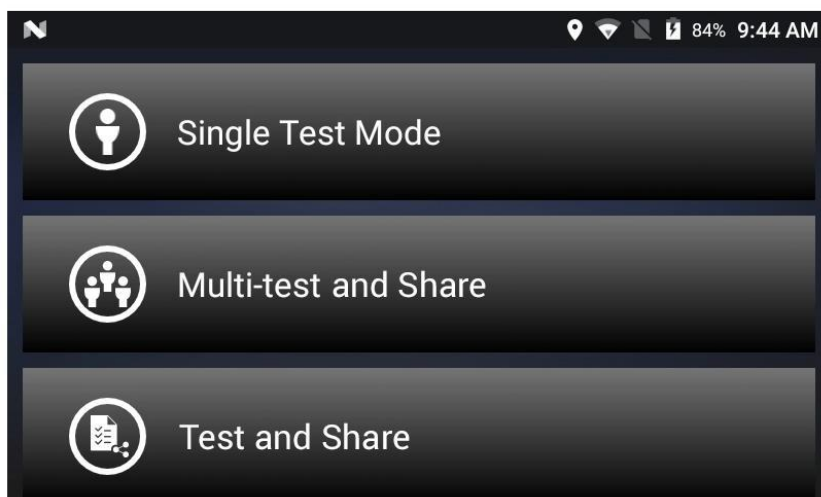 84% 9:44 AM
Single Test Mode
Multi-test and Share
Test and Share